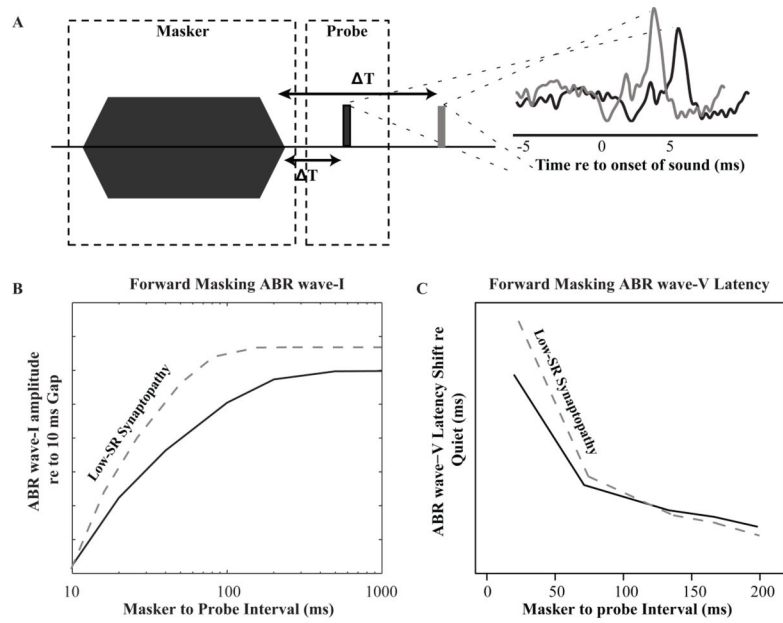 A
Masker
Probe
ΔT
ΔT
-5 0 5
Time re to onset of sound (ms)
B
Forward Masking ABR wave-I
ABR wave-I amplitude
re to 10 ms Gap
Low-SR Synaptopathy
10 100 1000
Masker to Probe Interval (ms)
C
Forward Masking ABR wave-V Latency
ABR wave–V Latency Shift re
Quiet (ms)
Low-SR Synaptopathy
0 50 100 150 200
Masker to probe Interval (ms)